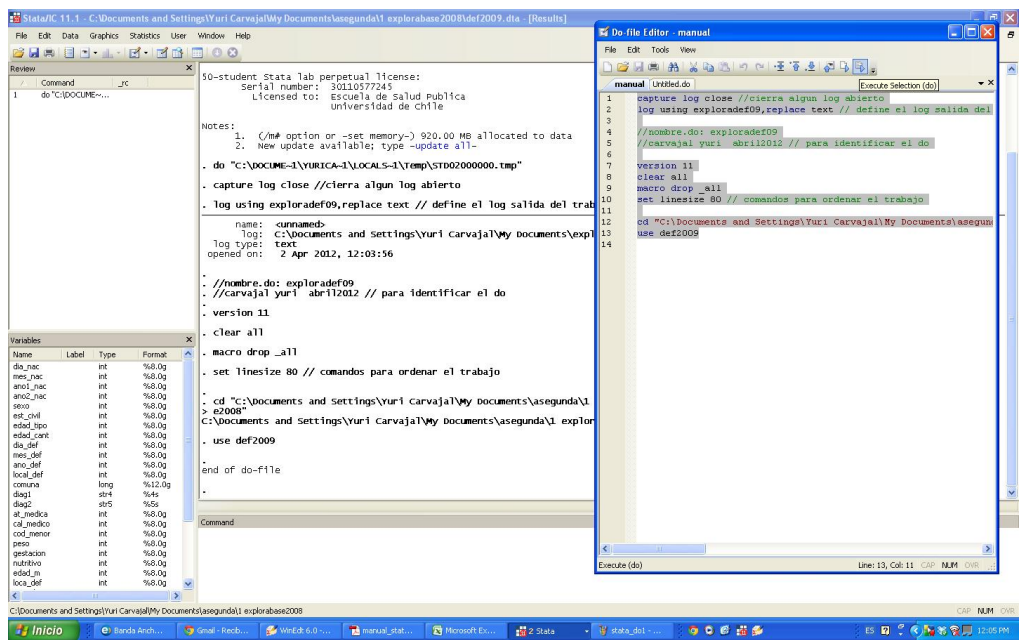 Stata/IC 11.1 - C:\Documents and Settings\Yuri Carvajal\My Documents\asegunda\1 explorabase2008\def2009.dta - [Results]
File Edit Data Graphics Statistics User Window Help
Review
Command _rc
1 do "C:\DOCUME~...
50-student Stata lab perpetual license:
Serial number: 30110577245
Licensed to: Escuela de Salud Publica
Universidad de Chile
Notes:
1. (/m# option or -set memory-) 920.00 MB allocated to data
2. New update available; type -update all-
. do "C:\DOCUME~1\YURICA~1\LOCALS~1\Temp\STD02000000.tmp"
. capture log close //cierra algun log abierto
. log using exploradef09,replace text // define el log salida del trab
name: <unnamed>
log: C:\Documents and Settings\Yuri Carvajal\My Documents\expl
log type: text
opened on: 2 Apr 2012, 12:03:56
.
. //nombre.do: exploradef09
. //carvajal yuri abril2012 // para identificar el do
.
. version 11
. clear all
. macro drop _all
. set linesize 80 // comandos para ordenar el trabajo
.
. cd "C:\Documents and Settings\Yuri Carvajal\My Documents\asegunda\1
> e2008"
C:\Documents and Settings\Yuri Carvajal\My Documents\asegunda\1 explor
. use def2009
.
end of do-file
.
Command
Variables
Name Label Type Format
dia_nac int %8.0g
mes_nac int %8.0g
ano1_nac int %8.0g
ano2_nac int %8.0g
sexo int %8.0g
est_civil int %8.0g
edad_tipo int %8.0g
edad_cant int %8.0g
dia_def int %8.0g
mes_def int %8.0g
ano_def int %8.0g
local_def int %8.0g
comuna long %12.0g
diag1 str4 %4s
diag2 str5 %5s
at_medica int %8.0g
cal_medico int %8.0g
cod_menor int %8.0g
peso int %8.0g
gestacion int %8.0g
nutritivo int %8.0g
edad_m int %8.0g
loca_def int %8.0g
Do-file Editor - manual
File Edit Tools View
manual Untitled.do
Execute Selection (do)
1 capture log close //cierra algun log abierto
2 log using exploradef09,replace text // define el log salida del
3
4 //nombre.do: exploradef09
5 //carvajal yuri abril2012 // para identificar el do
6
7 version 11
8 clear all
9 macro drop _all
10 set linesize 80 // comandos para ordenar el trabajo
11
12 cd "C:\Documents and Settings\Yuri Carvajal\My Documents\asegun
13 use def2009
14
Execute (do) Line: 13, Col: 11 CAP NUM OVR
C:\Documents and Settings\Yuri Carvajal\My Documents\asegunda\1 explorabase2008 CAP NUM OVR
Inicio Banda Anch... Gmail - Recib... WinEdt 6.0 -... manual_stat... Microsoft Ex... 2 Stata stata_do1 - ... ES 12:05 PM